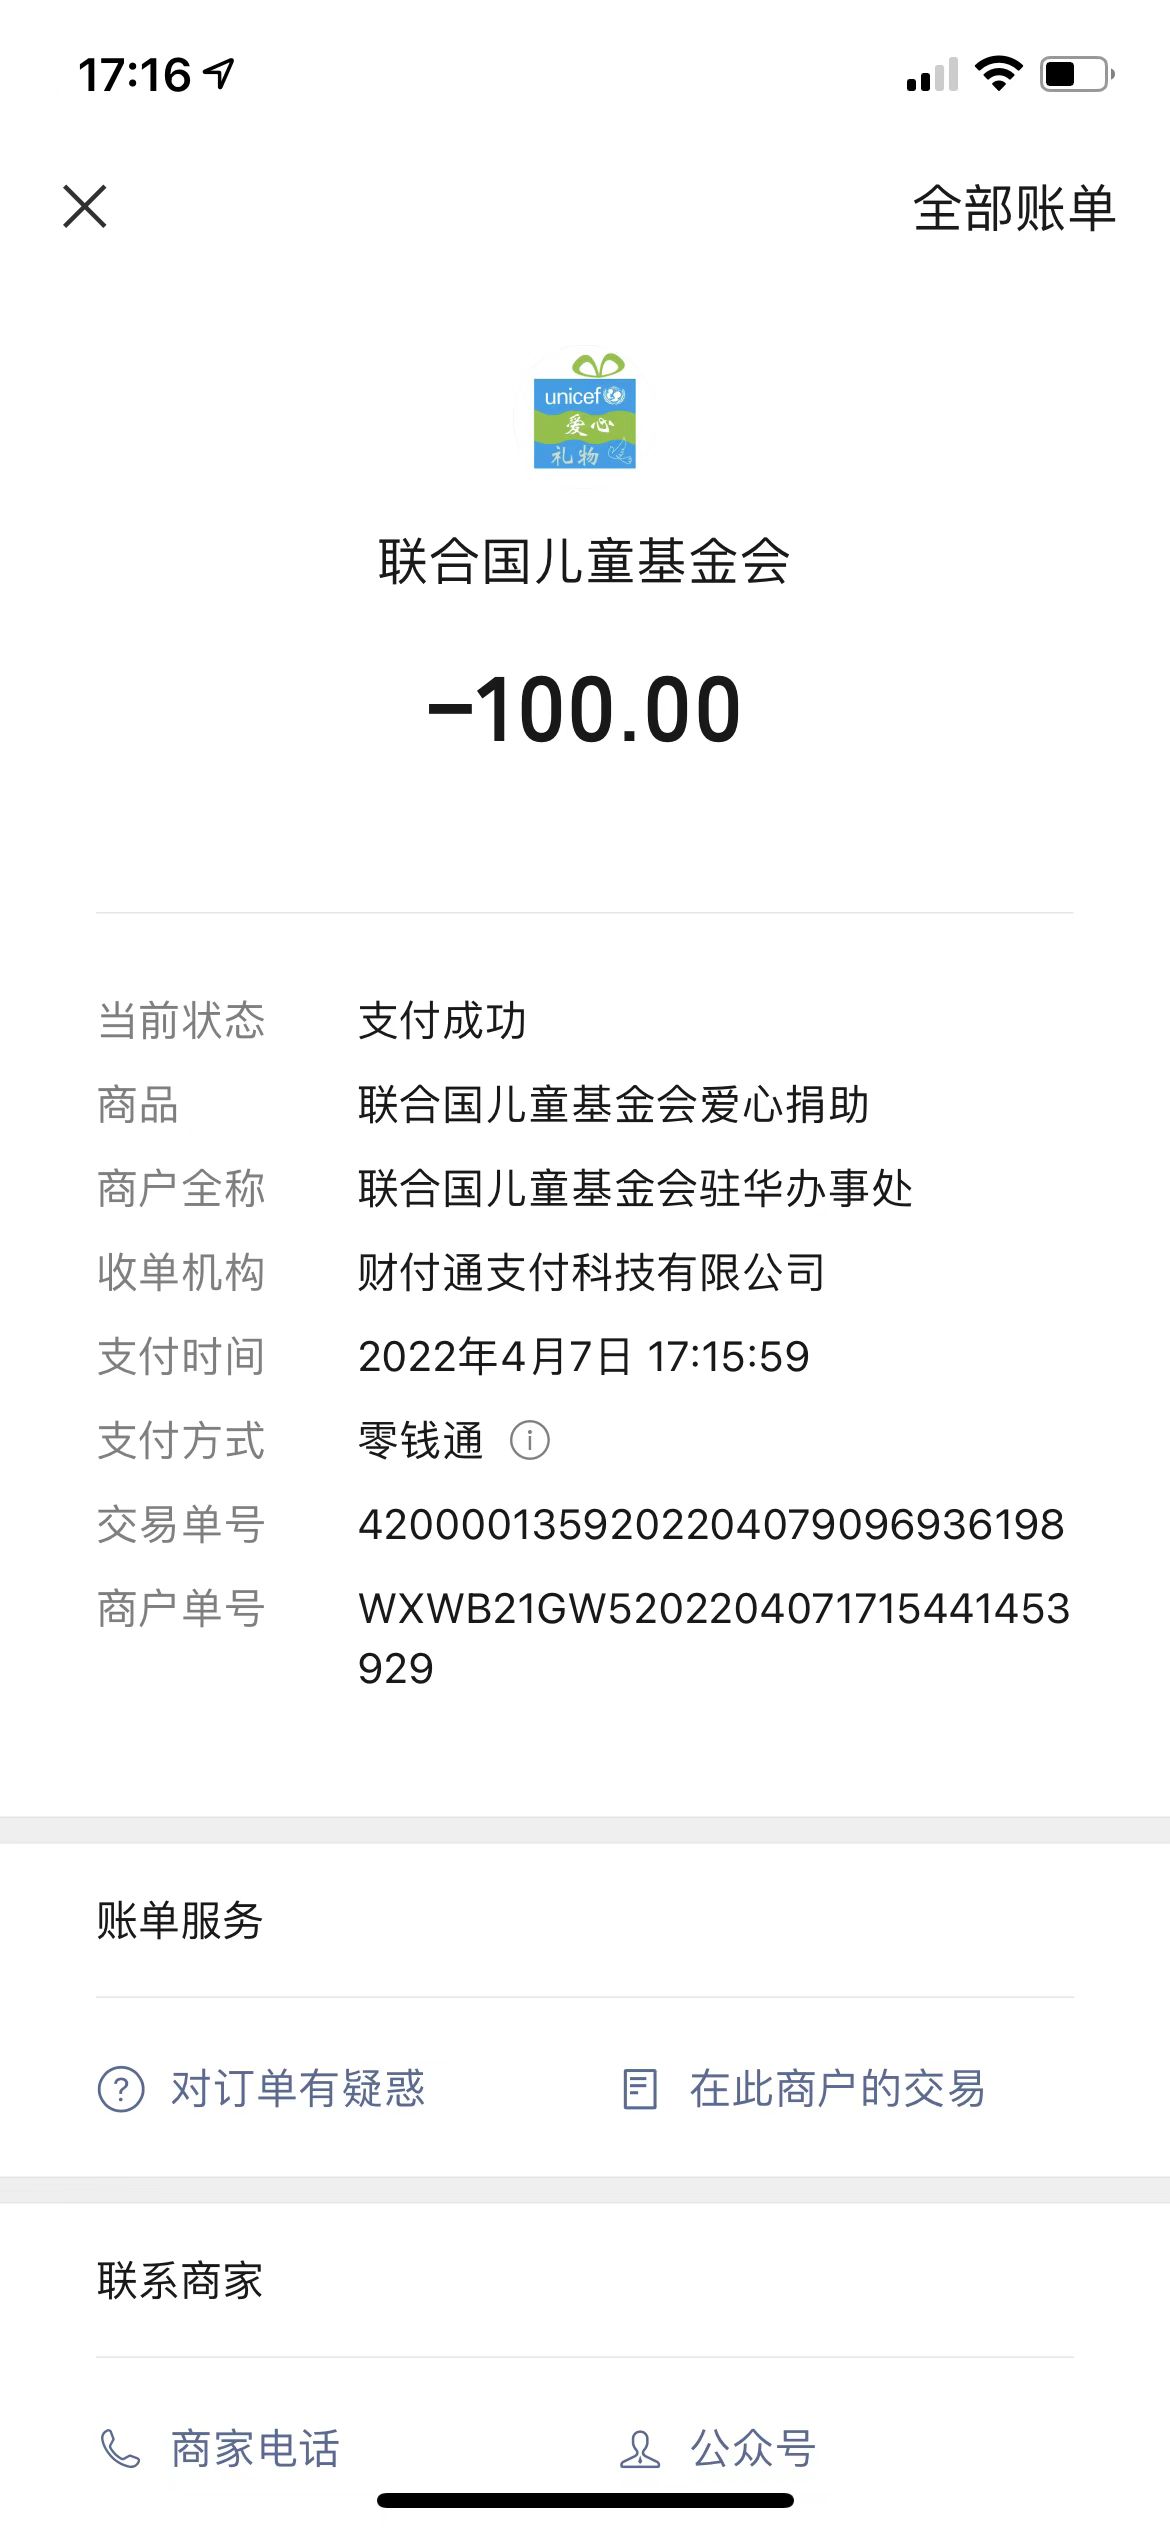 17:16
全部账单
unicef
爱心
礼物
联合国儿童基金会
-100.00
当前状态 支付成功
商品 联合国儿童基金会爱心捐助
商户全称 联合国儿童基金会驻华办事处
收单机构 财付通支付科技有限公司
支付时间 2022年4月7日 17:15:59
支付方式 零钱通
交易单号 4200001359202204079096936198
商户单号 WXWB21GW5202204071715441453
929
账单服务
对订单有疑惑 在此商户的交易
联系商家
商家电话 公众号